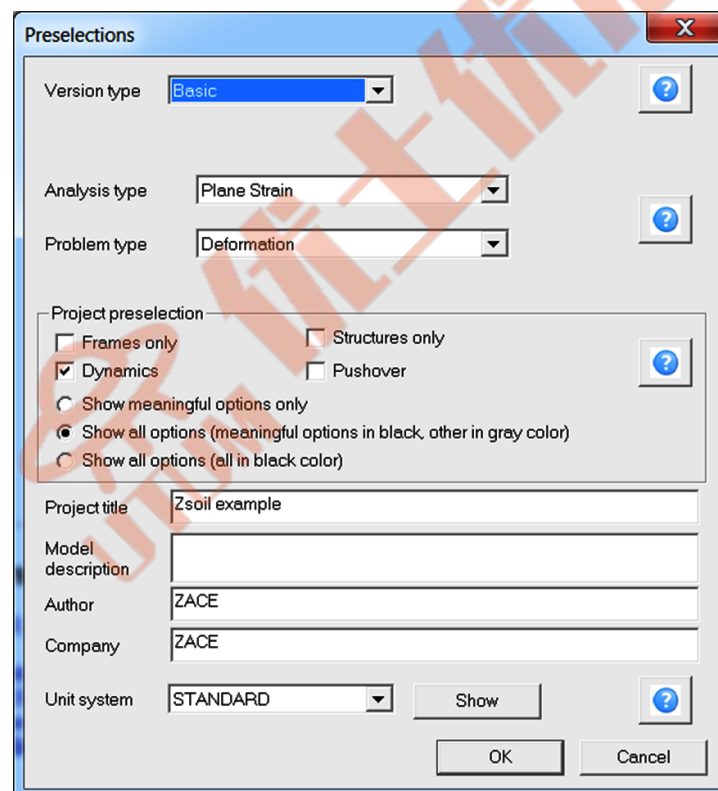 Preselections
X
Version type Basic
?
Analysis type Plane Strain
?
Problem type Deformation
Project preselection
Frames only Structures only
Dynamics Pushover
?
Show meaningful options only
Show all options (meaningful options in black, other in gray color)
Show all options (all in black color)
Project title Zsoil example
Model
description
Author ZACE
Company ZACE
Unit system STANDARD Show
?
OK Cancel
优士
UTUM